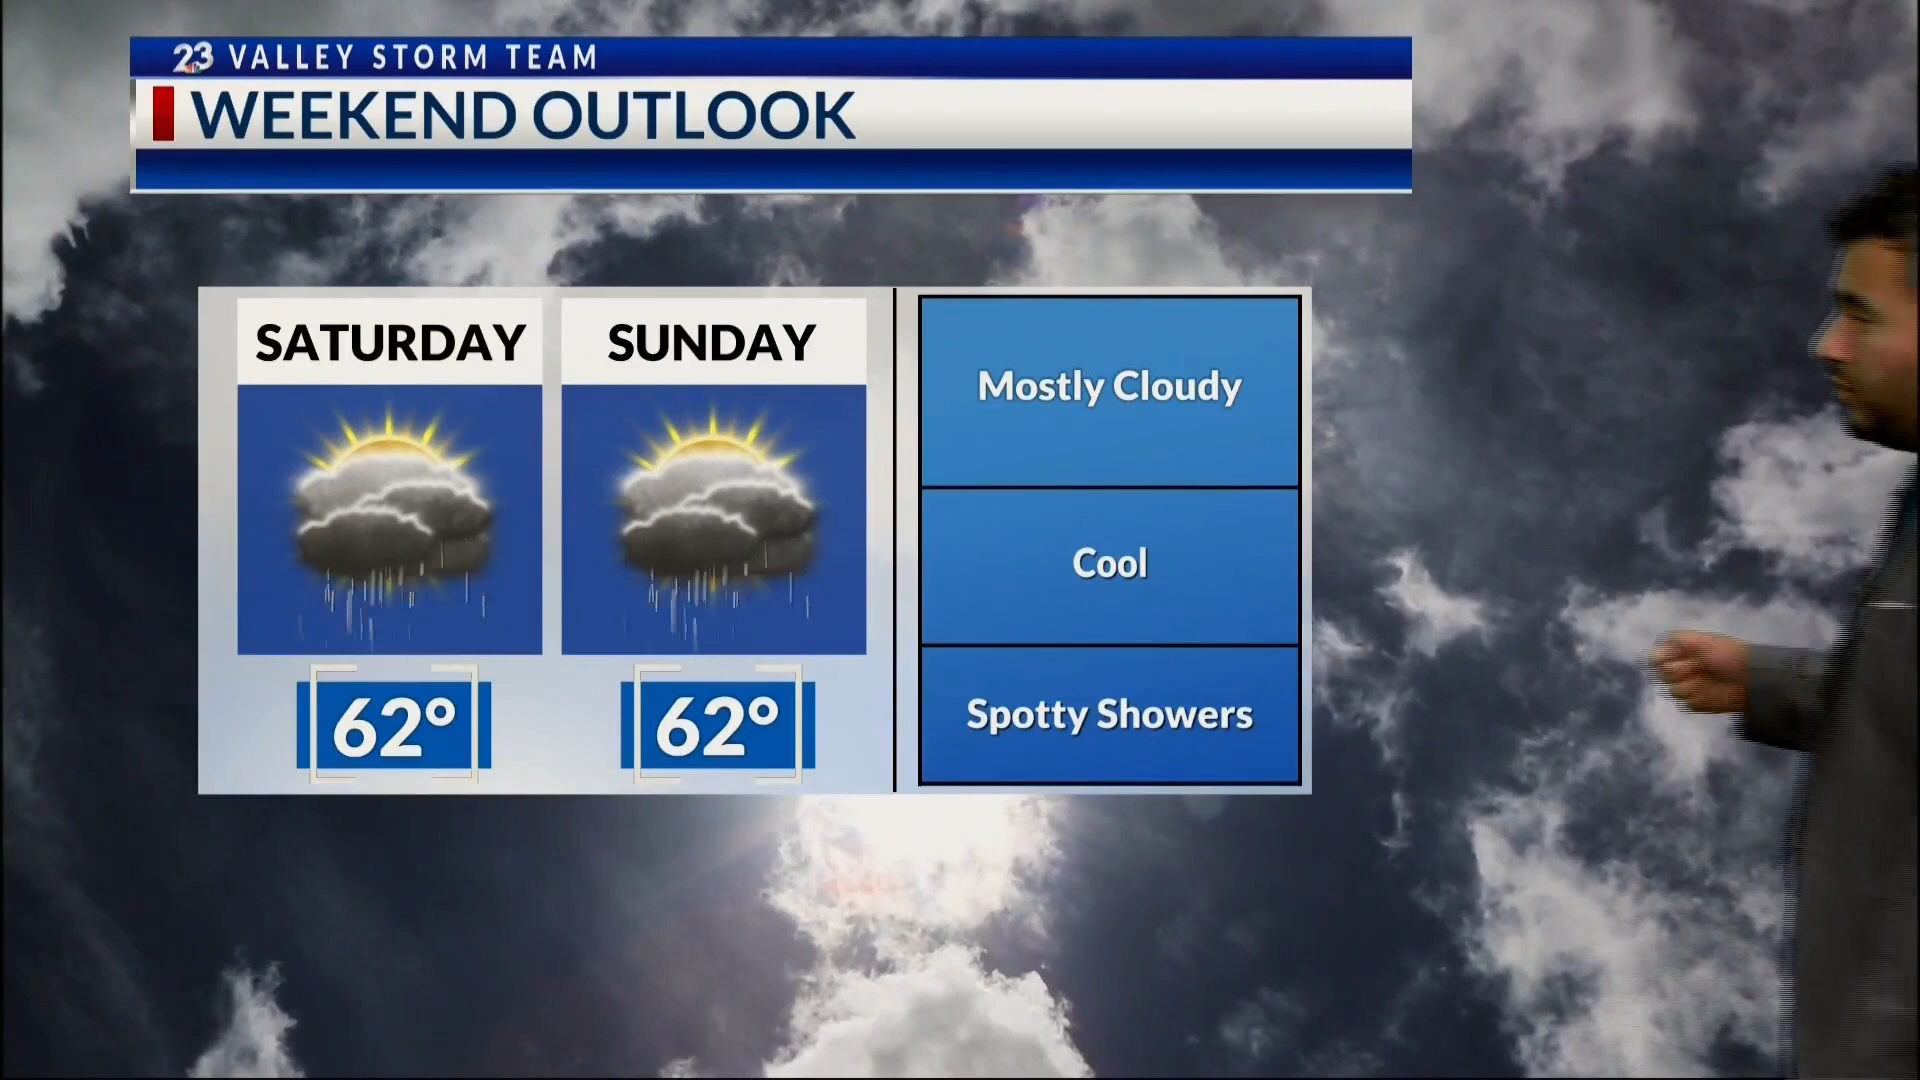 23 VALLEY STORM TEAM
WEEKEND OUTLOOK
SATURDAY
SUNDAY
62°
62°
Mostly Cloudy
Cool
Spotty Showers